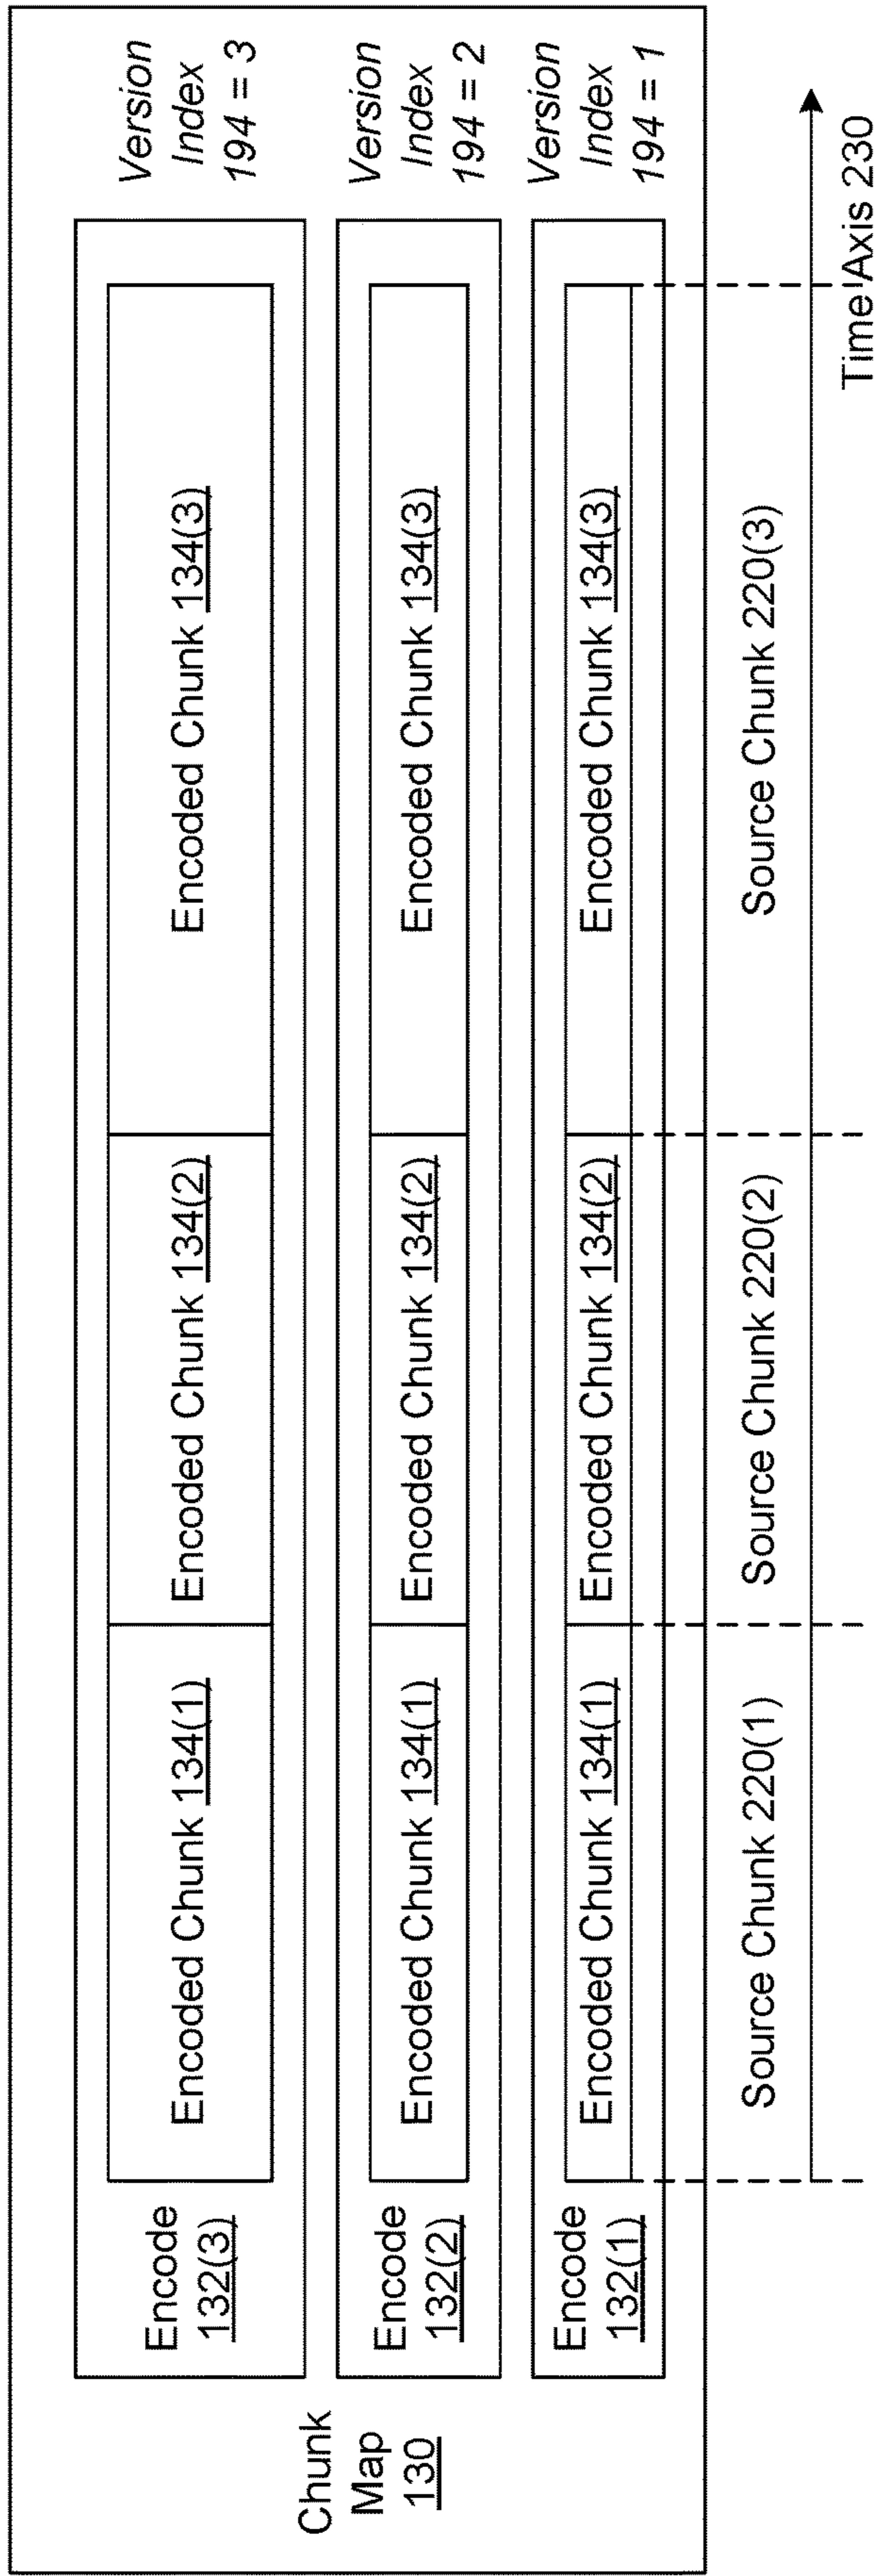 Chunk
Map
130
Encode
132(3)
Encoded Chunk 134(1)
Encoded Chunk 134(2)
Encoded Chunk 134(3)
Version
Index
194 = 3
Encode
132(2)
Encoded Chunk 134(1)
Encoded Chunk 134(2)
Encoded Chunk 134(3)
Version
Index
194 = 2
Encode
132(1)
Encoded Chunk 134(1)
Encoded Chunk 134(2)
Encoded Chunk 134(3)
Version
Index
194 = 1
Source Chunk 220(1)
Source Chunk 220(2)
Source Chunk 220(3)
Time Axis 230